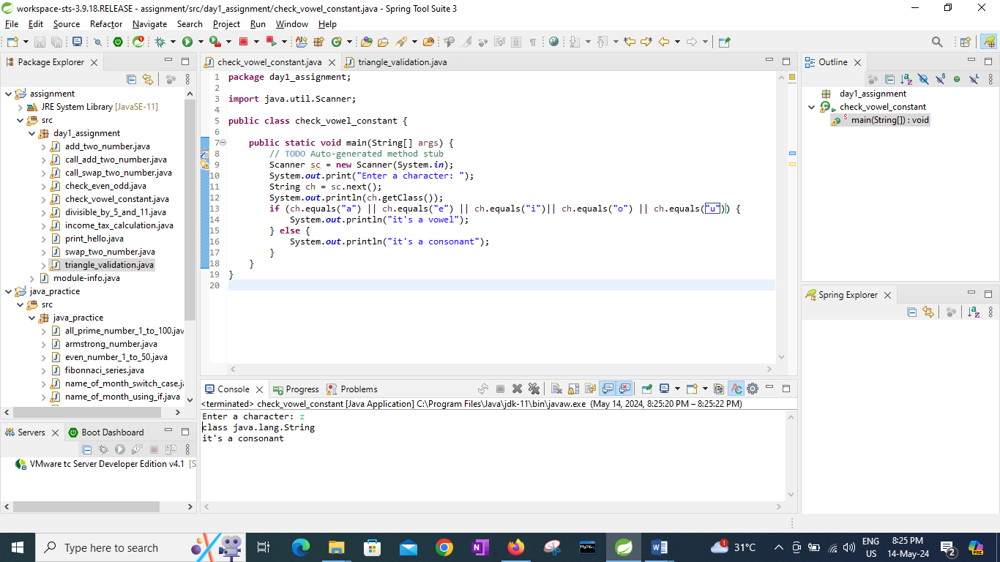 workspace-sts-3.9.18.RELEASE - assignment/src/day1_assignment/check_vowel_constant.java - Spring Tool Suite 3
File Edit Source Refactor Navigate Search Project Run Window Help
Package Explorer
assignment
JRE System Library [JavaSE-11]
src
day1_assignment
add_two_number.java
call_add_two_number.java
call_swap_two_number.java
check_even_odd.java
check_vowel_constant.java
divisible_by_5_and_11.java
income_tax_calculation.java
print_hello.java
swap_two_number.java
triangle_validation.java
module-info.java
java_practice
src
java_practice
all_prime_number_1_to_100.jav
armstrong_number.java
even_number_1_to_50.java
fibonnaci_series.java
name_of_month_switch_case.ja
name_of_month_using_if.java
Servers Boot Dashboard
VMware tc Server Developer Edition v4.1 [S
check_vowel_constant.java triangle_validation.java
1 package day1_assignment;
2
3 import java.util.Scanner;
4
5 public class check_vowel_constant {
6
7 public static void main(String[] args) {
8 // TODO Auto-generated method stub
9 Scanner sc = new Scanner(System.in);
10 System.out.print("Enter a character: ");
11 String ch = sc.next();
12 System.out.println(ch.getClass());
13 if (ch.equals("a") || ch.equals("e") || ch.equals("i")|| ch.equals("o") || ch.equals("u")) {
14 System.out.println("it's a vowel");
15 } else {
16 System.out.println("it's a consonant");
17 }
18 }
19 }
20
Console Progress Problems
<terminated> check_vowel_constant [Java Application] C:\Program Files\Java\jdk-11\bin\javaw.exe (May 14, 2024, 8:25:20 PM – 8:25:22 PM)
Enter a character: z
class java.lang.String
it's a consonant
Outline
day1_assignment
check_vowel_constant
main(String[]) : void
Spring Explorer
Type here to search
31°C
ENG
US
8:25 PM
14-May-24